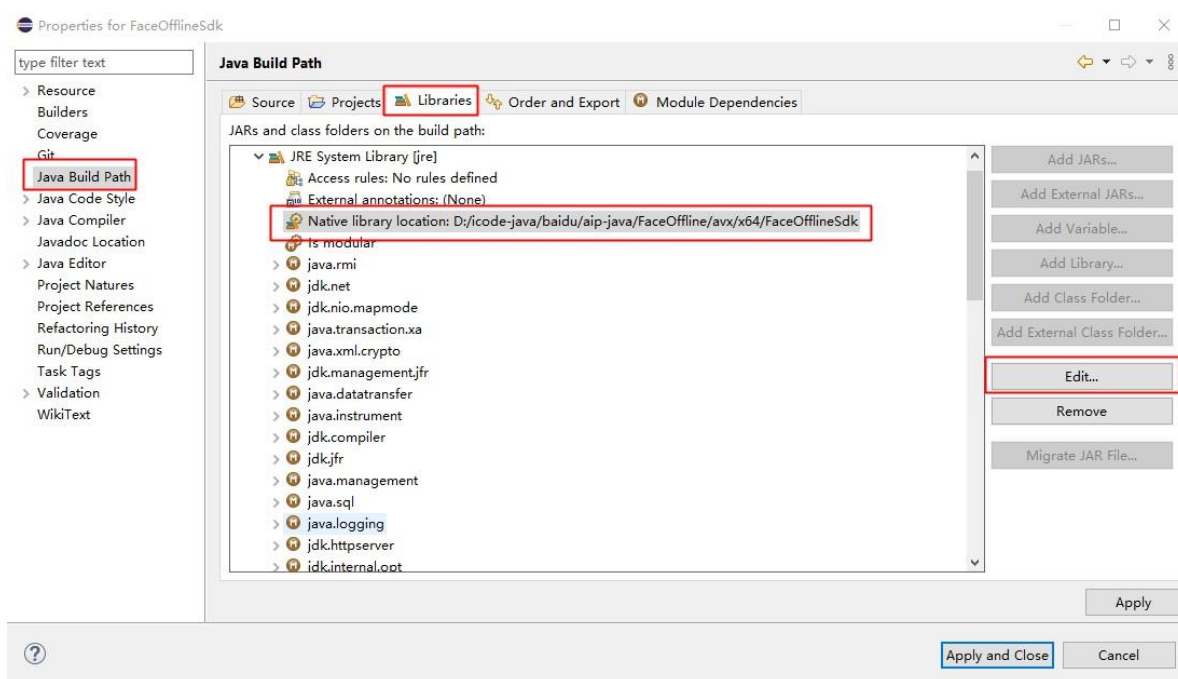 Properties for FaceOfflineSdk
type filter text
Resource
Builders
Coverage
Git
Java Build Path
Java Code Style
Java Compiler
Javadoc Location
Java Editor
Project Natures
Project References
Refactoring History
Run/Debug Settings
Task Tags
Validation
WikiText
Java Build Path
Source Projects Libraries Order and Export Module Dependencies
JARs and class folders on the build path:
JRE System Library [jre]
Access rules: No rules defined
External annotations: (None)
Native library location: D:/icode-java/baidu/aip-java/FaceOffline/avx/x64/FaceOfflineSdk
Is modular
java.rmi
jdk.net
jdk.nio.mapmode
java.transaction.xa
java.xml.crypto
jdk.management.jfr
java.datatransfer
java.instrument
jdk.compiler
jdk.jfr
java.management
java.sql
java.logging
jdk.httpserver
jdk.internal.opt
Add JARs...
Add External JARs...
Add Variable...
Add Library...
Add Class Folder...
Add External Class Folder...
Edit...
Remove
Migrate JAR File...
Apply
Apply and Close Cancel